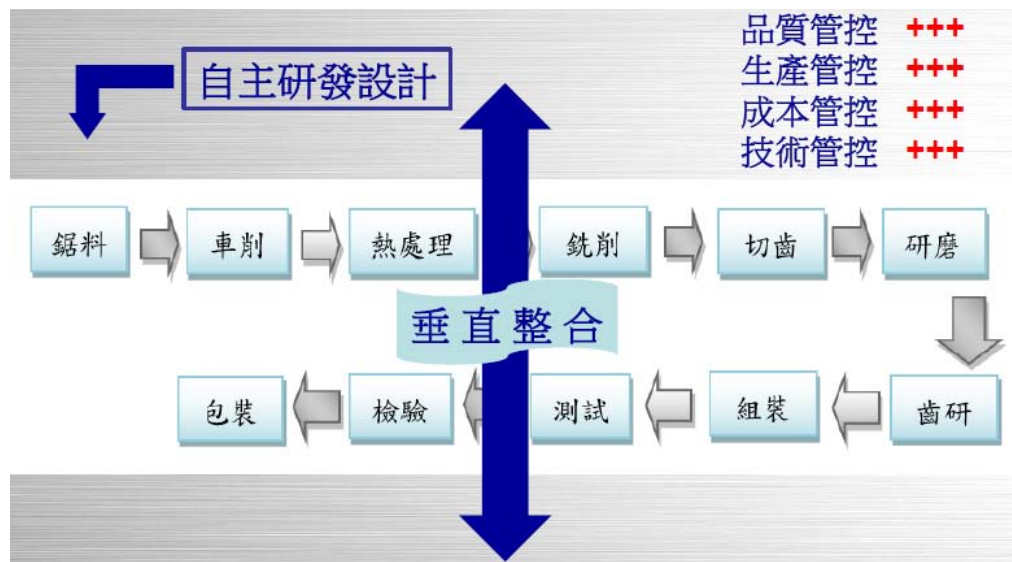 自主研發設計
品質管控 +++
生產管控 +++
成本管控 +++
技術管控 +++
鋸料 車削 熱處理 銑削 切齒 研磨
垂直整合
包裝 檢驗 測試 組裝 齒研